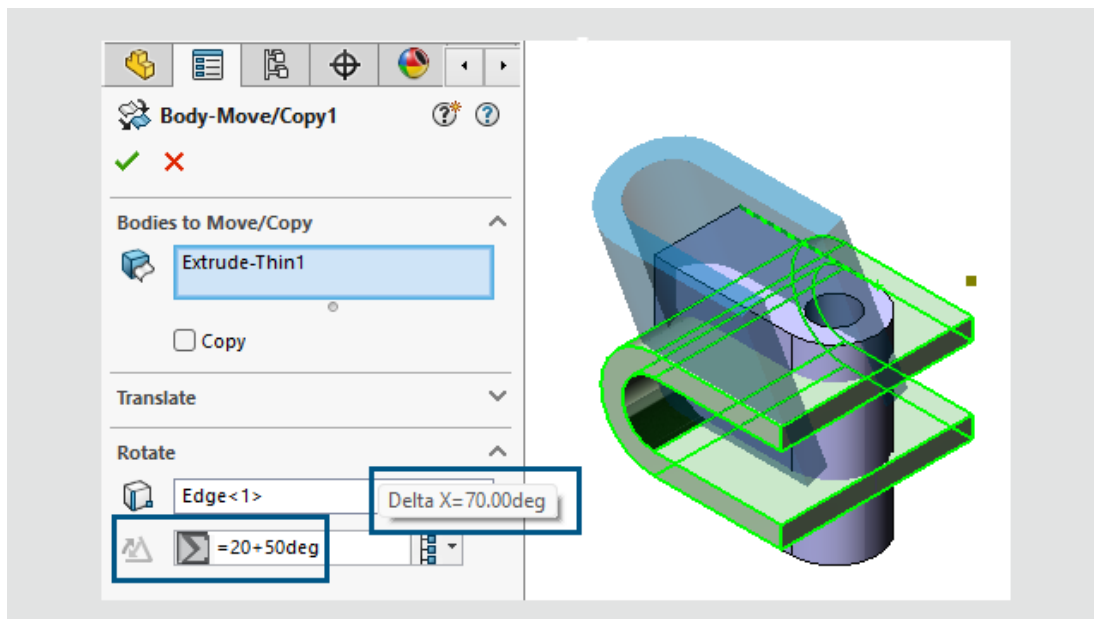 Body-Move/Copy1
Bodies to Move/Copy
Extrude-Thin1
Copy
Translate
Rotate
Edge<1>
Delta X=70.00deg
=20+50deg